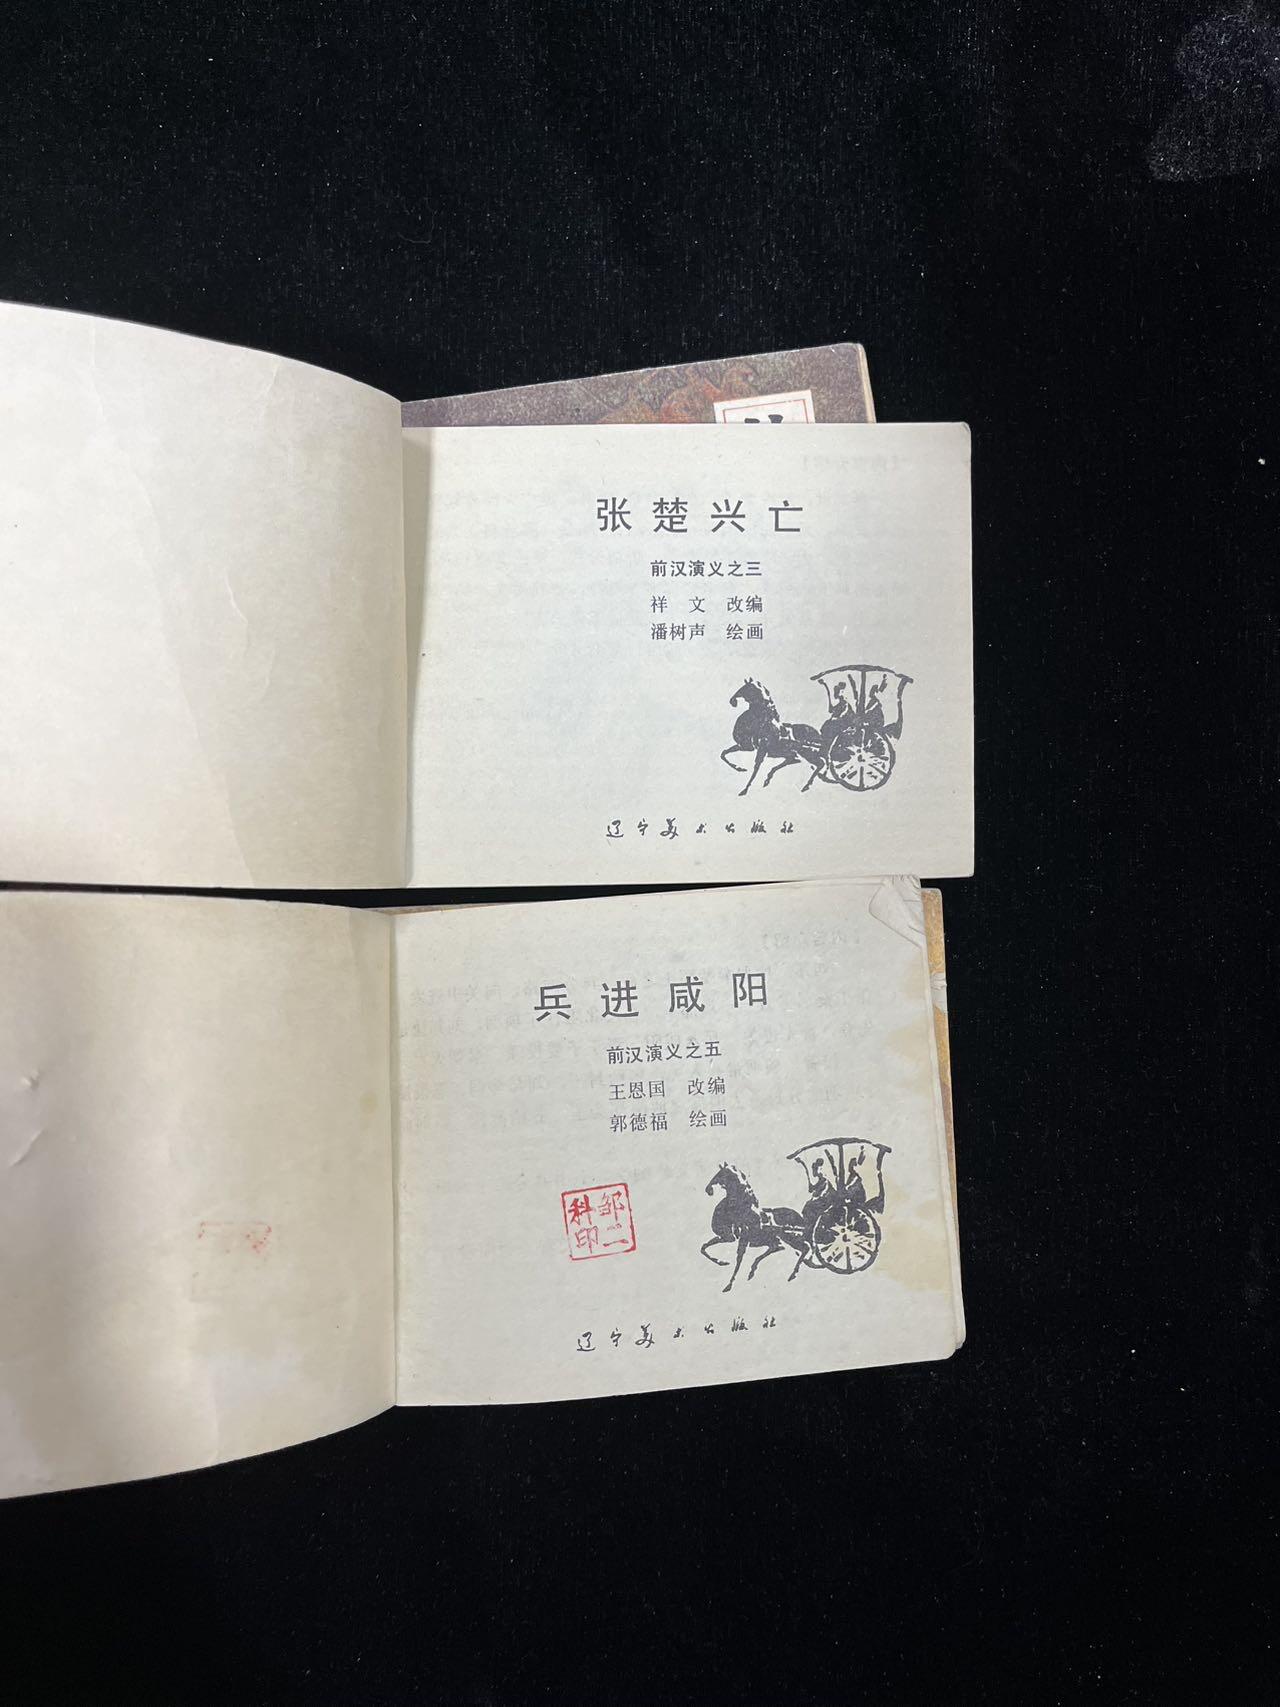 张楚兴亡
前汉演义之三
祥 文 改编
潘树声 绘画
辽宁美术出版社
兵进咸阳
前汉演义之五
王恩国 改编
郭德福 绘画
邹二
科印
辽宁美术出版社